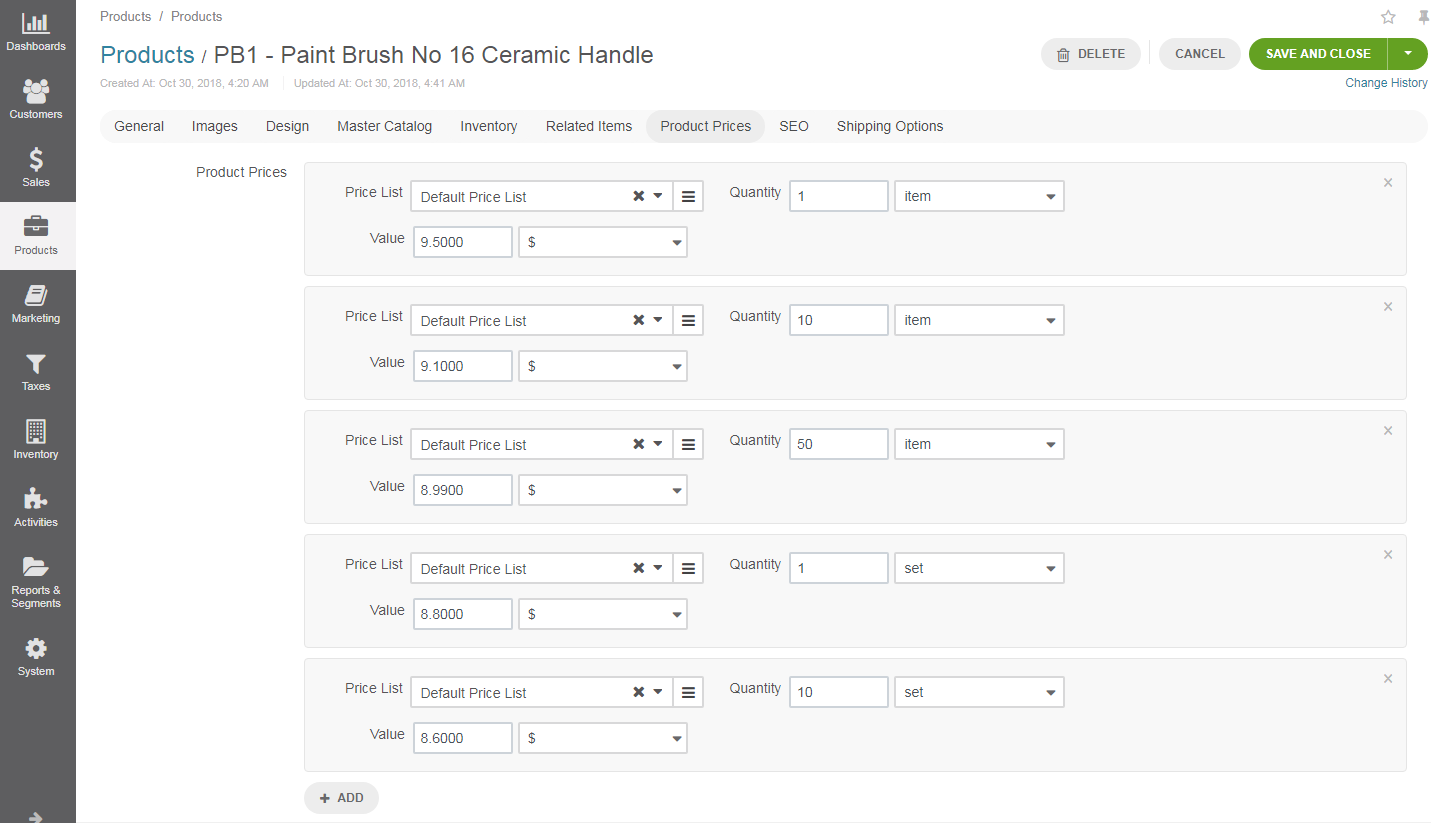 Dashboards
Customers
Sales
Products
Marketing
Taxes
Inventory
Activities
Reports &
Segments
System
Products / Products
Products / PB1 - Paint Brush No 16 Ceramic Handle
DELETE CANCEL SAVE AND CLOSE
Created At: Oct 30, 2018, 4:20 AM Updated At: Oct 30, 2018, 4:41 AM
Change History
General Images Design Master Catalog Inventory Related Items Product Prices SEO Shipping Options
Product Prices
Price List Default Price List Quantity 1 item
Value 9.5000 $
Price List Default Price List Quantity 10 item
Value 9.1000 $
Price List Default Price List Quantity 50 item
Value 8.9900 $
Price List Default Price List Quantity 1 set
Value 8.8000 $
Price List Default Price List Quantity 10 set
Value 8.6000 $
+ ADD